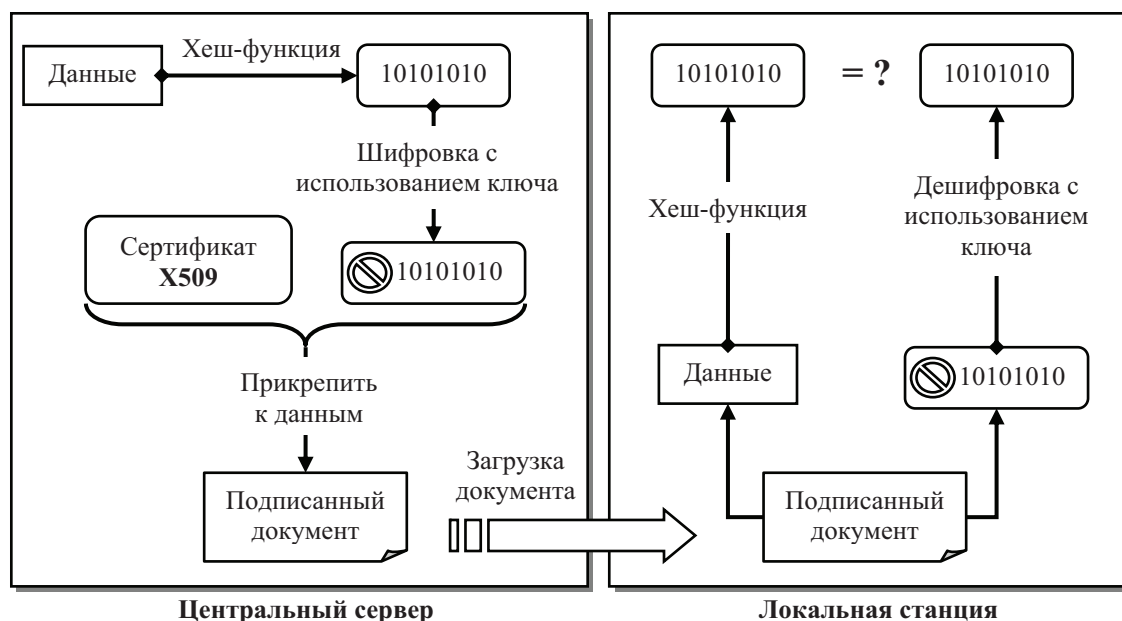 Хеш-функция
Данные
10101010
Шифровка с
использованием ключа
Сертификат
X509
10101010
Прикрепить
к данным
Подписанный
документ
Загрузка
документа
Центральный сервер
10101010
= ?
10101010
Хеш-функция
Дешифровка с
использованием
ключа
Данные
10101010
Подписанный
документ
Локальная станция